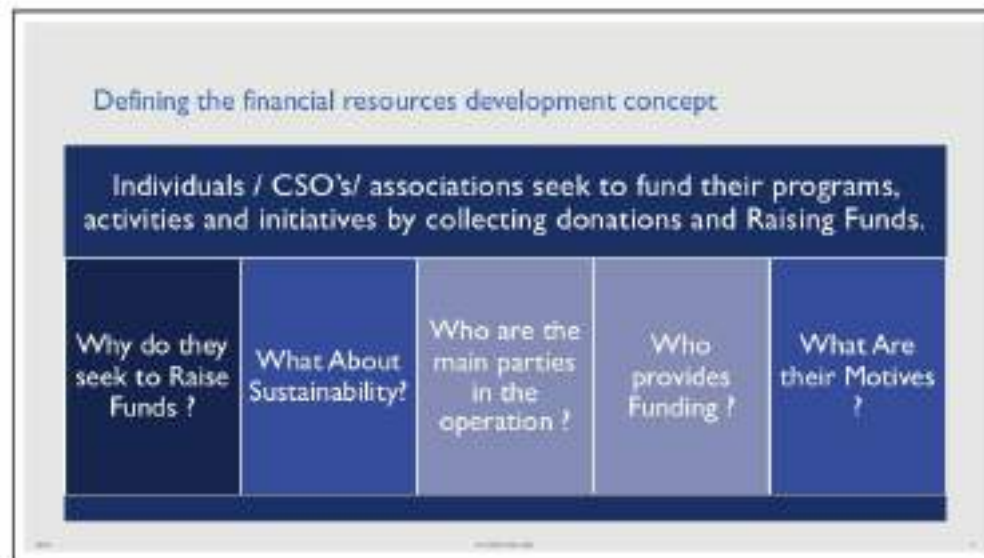 Defining the financial resources development concept
Individuals / CSO's/ associations seek to fund their programs,
activities and initiatives by collecting donations and Raising Funds.
Why do they
seek to Raise
Funds ?
What About
Sustainability?
Who are the
main parties
in the
operation ?
Who
provides
Funding ?
What Are
their Motives
?